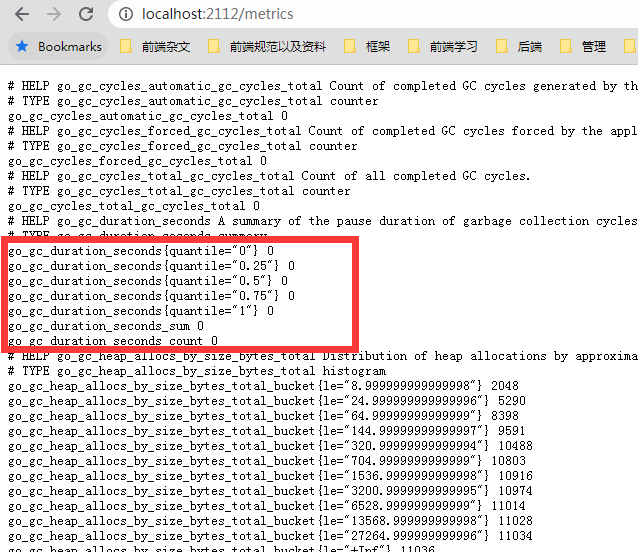 localhost:2112/metrics
Bookmarks 前端杂文 前端规范以及资料 框架 前端学习 后端 管理
# HELP go_gc_cycles_automatic_gc_cycles_total Count of completed GC cycles generated by th
# TYPE go_gc_cycles_automatic_gc_cycles_total counter
go_gc_cycles_automatic_gc_cycles_total 0
# HELP go_gc_cycles_forced_gc_cycles_total Count of completed GC cycles forced by the appl
# TYPE go_gc_cycles_forced_gc_cycles_total counter
go_gc_cycles_forced_gc_cycles_total 0
# HELP go_gc_cycles_total_gc_cycles_total Count of all completed GC cycles.
# TYPE go_gc_cycles_total_gc_cycles_total counter
go_gc_cycles_total_gc_cycles_total 0
# HELP go_gc_duration_seconds A summary of the pause duration of garbage collection cycles
# TYPE go_gc_duration_seconds summary
go_gc_duration_seconds{quantile="0"} 0
go_gc_duration_seconds{quantile="0.25"} 0
go_gc_duration_seconds{quantile="0.5"} 0
go_gc_duration_seconds{quantile="0.75"} 0
go_gc_duration_seconds{quantile="1"} 0
go_gc_duration_seconds_sum 0
go_gc_duration_seconds_count 0
# HELP go_gc_heap_allocs_by_size_bytes_total Distribution of heap allocations by approxima
# TYPE go_gc_heap_allocs_by_size_bytes_total histogram
go_gc_heap_allocs_by_size_bytes_total_bucket{le="8.999999999999998"} 2048
go_gc_heap_allocs_by_size_bytes_total_bucket{le="24.999999999999996"} 5290
go_gc_heap_allocs_by_size_bytes_total_bucket{le="64.99999999999999"} 8398
go_gc_heap_allocs_by_size_bytes_total_bucket{le="144.99999999999997"} 9591
go_gc_heap_allocs_by_size_bytes_total_bucket{le="320.99999999999994"} 10488
go_gc_heap_allocs_by_size_bytes_total_bucket{le="704.9999999999999"} 10803
go_gc_heap_allocs_by_size_bytes_total_bucket{le="1536.9999999999998"} 10916
go_gc_heap_allocs_by_size_bytes_total_bucket{le="3200.9999999999995"} 10974
go_gc_heap_allocs_by_size_bytes_total_bucket{le="6528.999999999999"} 11014
go_gc_heap_allocs_by_size_bytes_total_bucket{le="13568.999999999998"} 11028
go_gc_heap_allocs_by_size_bytes_total_bucket{le="27264.999999999996"} 11034
go_gc_heap_allocs_by_size_bytes_total_bucket{le="+Inf"} 11036